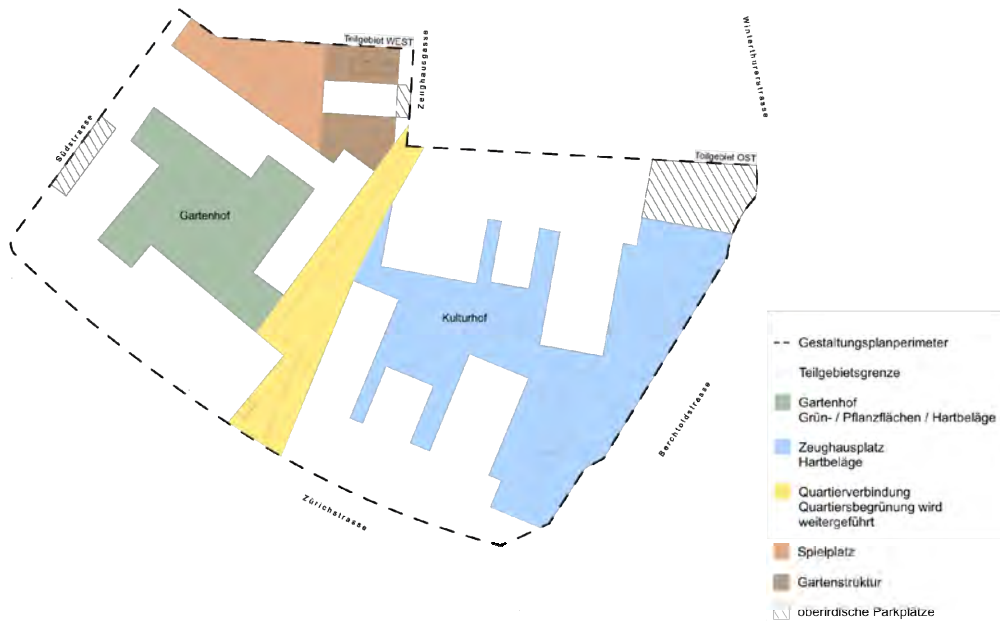 Teilgebiet WEST
Zeughausgasse
Winterthurerstrasse
Südstrasse
Teilgebiet OST
Gartenhof
Kulturhof
Berchtoldstrasse
Zürichstrasse
Gestaltungsplanperimeter
Teilgebietsgrenze
Gartenhof
Grün- / Pflanzflächen / Hartbeläge
Zeughausplatz
Hartbeläge
Quartierverbindung
Quartiersbegrünung wird
weitergeführt
Spielplatz
Gartenstruktur
oberirdische Parkplätze